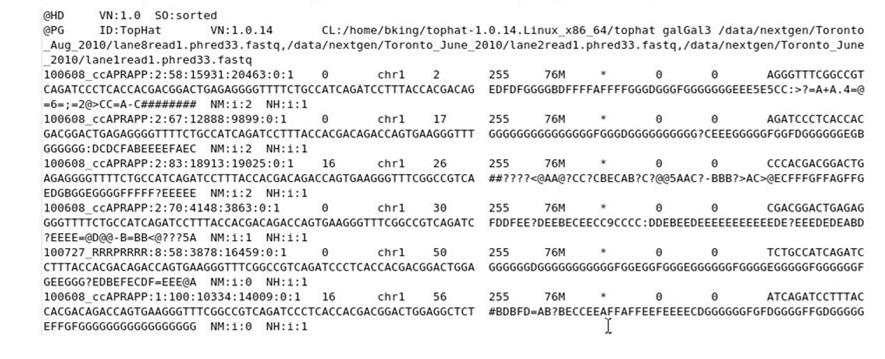 @HD	VN:1.0	SO:sorted
@PG	ID:TopHat	VN:1.0.14	CL:/home/bking/tophat-1.0.14.Linux_x86_64/tophat galGal3 /data/nextgen/Toronto
_Aug_2010/lane8read1.phred33.fastq,/data/nextgen/Toronto_June_2010/lane2read1.phred33.fastq,/data/nextgen/Toronto_June
_2010/lane1read1.phred33.fastq
100608_ccAPRAPP:2:58:15931:20463:0:1	0	chr1	2	255	76M	*	0	0	AGGGTTTCGGCCGT
CAGATCCCTCACCACGACGGACTGAGAGGGGTTTTCTGCCATCAGATCCTTTACCACGACAG	EDFDFGGGGBDFFFFAFFFFGGGDGGGFGGGGGGGEEE5E5CC:>?=A+A.4=@
=6=;=2@>CC=A-C########	NM:i:2	NH:i:1
100608_ccAPRAPP:2:67:12888:9899:0:1	0	chr1	17	255	76M	*	0	0	AGATCCCTCACCAC
GACGGACTGAGAGGGGTTTTCTGCCATCAGATCCTTTACCACGACAGACCAGTGAAGGGTTT	GGGGGGGGGGGGGGGFGGGDGGGGGGGGGG?CEEEGGGGGFGGFDGGGGGGEGB
GGGGGG:DCDCFABEEEEFAEC	NM:i:2	NH:i:1
100608_ccAPRAPP:2:83:18913:19025:0:1	16	chr1	26	255	76M	*	0	0	CCCACGACGGACTG
AGAGGGGTTTTCTGCCATCAGATCCTTTACCACGACAGACCAGTGAAGGGTTTCGGCCGTCA	##????<@AA@?CC?CBECAB?C?@@5AAC?-BBB?>AC>@ECFFFGFFAGFFG
EDGBGGEGGGGFFFFF?EEEEE	NM:i:2	NH:i:1
100608_ccAPRAPP:2:70:4148:3863:0:1	0	chr1	30	255	76M	*	0	0	CGACGGACTGAGAG
GGGTTTTCTGCCATCAGATCCTTTACCACGACAGACCAGTGAAGGGTTTCGGCCGTCAGATC	FDDFEE?DEEBECEECC9CCCC:DDEBEEDEEEEEEEEEEEDE?EEEDEDEABD
?EEEE=@D@@-B=BB<@???5A	NM:i:1	NH:i:1
100727_RRRPRRRR:8:58:3878:16459:0:1	0	chr1	50	255	76M	*	0	0	TCTGCCATCAGATC
CTTTACCACGACAGACCAGTGAAGGGTTTCGGCCGTCAGATCCCTCACCACGACGGACTGGA	GGGGGGDGGGGGGGGGGGFGGEGGFGGGEGGGGGGFGGGGEGGGGGFGGGGGGF
GEEGGG?EDBEFECDF=EEE@A	NM:i:0	NH:i:1
100608_ccAPRAPP:1:100:10334:14009:0:1	16	chr1	56	255	76M	*	0	0	ATCAGATCCTTTAC
CACGACAGACCAGTGAAGGGTTTCGGCCGTCAGATCCCTCACCACGACGGACTGGAGGCTCT	#BDBFD=AB?BECCEEAFFAFFEEFEEEECDGGGGGGFGFDGGGGFFGDGGGGG
EFFGFGGGGGGGGGGGGGGGGG	NM:i:0	NH:i:1